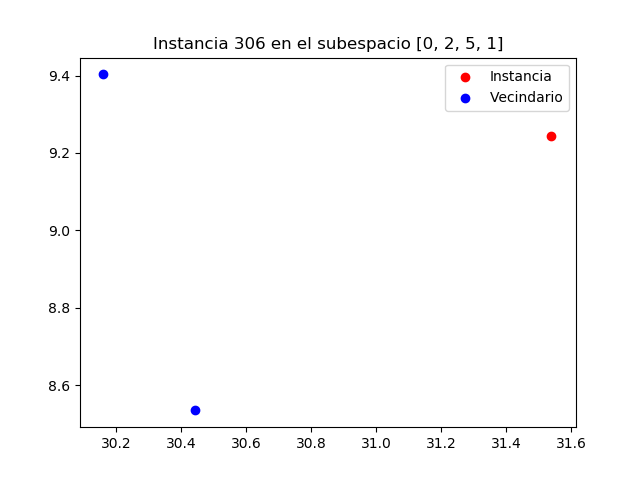 Instancia 306 en el subespacio [0, 2, 5, 1]
Instancia
Vecindario
9.4
9.2
9.0
8.8
8.6
30.2 30.4 30.6 30.8 31.0 31.2 31.4 31.6